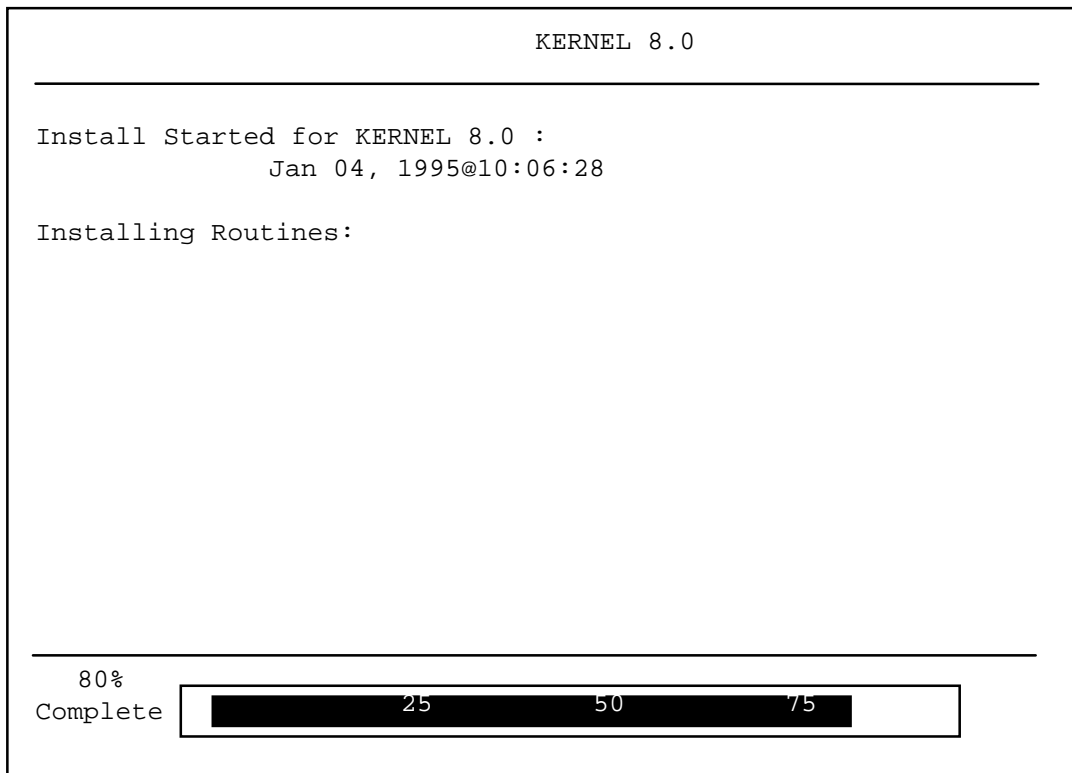 KERNEL 8.0
Install Started for KERNEL 8.0 :
Jan 04, 1995@10:06:28
Installing Routines:
80%
Complete
25 50 75